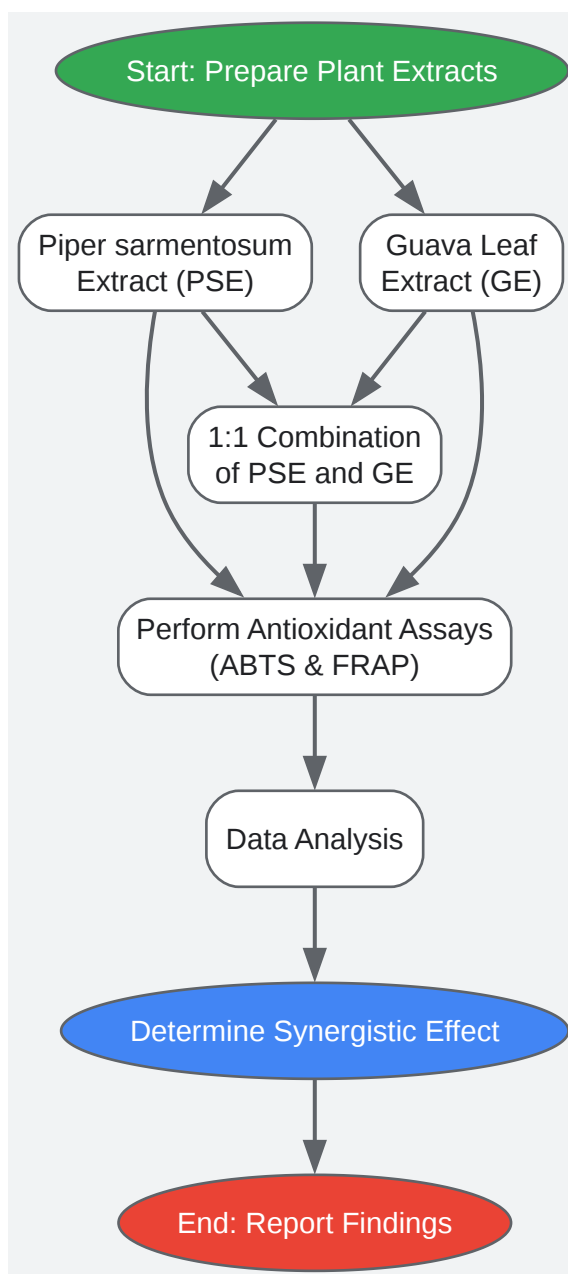 Start: Prepare Plant Extracts
Piper sarmentosum
Extract (PSE)
Guava Leaf
Extract (GE)
1:1 Combination
of PSE and GE
Perform Antioxidant Assays
(ABTS & FRAP)
Data Analysis
Determine Synergistic Effect
End: Report Findings